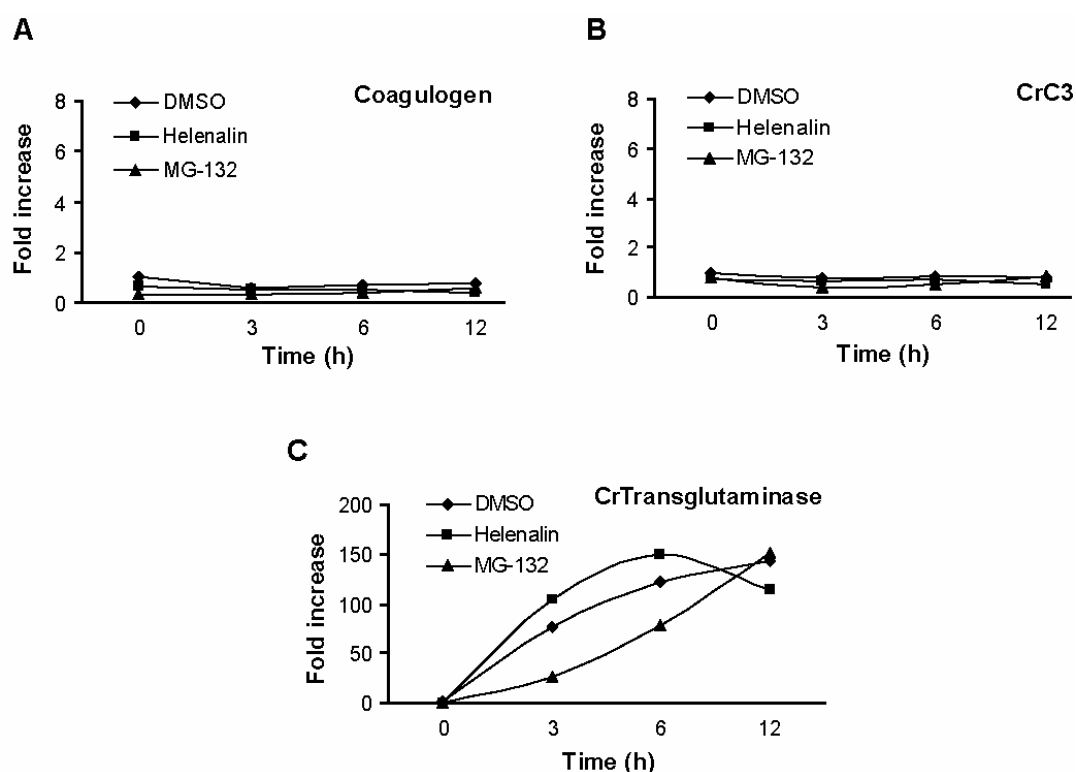 A
Coagulogen
DMSO
Helenalin
MG-132
Fold increase
8
6
4
2
0
0 3 6 12
Time (h)
B
CrC3
DMSO
Helenalin
MG-132
Fold increase
8
6
4
2
0
0 3 6 12
Time (h)
C
CrTransglutaminase
DMSO
Helenalin
MG-132
Fold increase
200
150
100
50
0
0 3 6 12
Time (h)